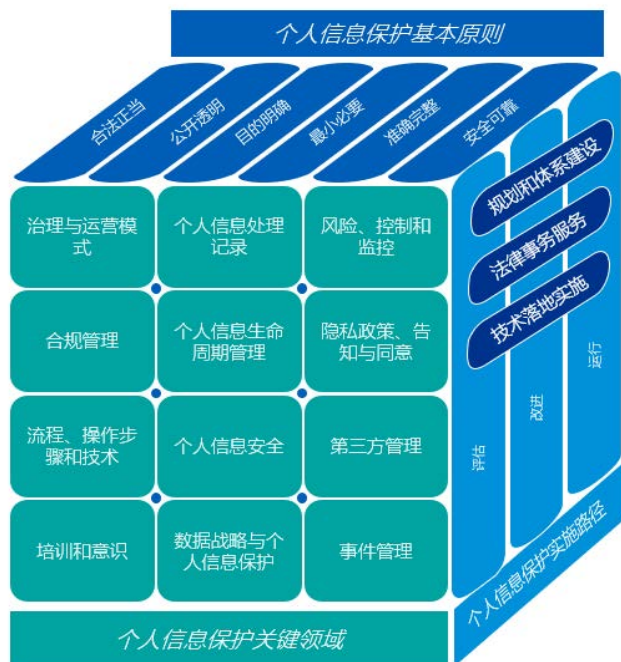 个人信息保护基本原则
合法正当
公开透明
目的明确
最小必要
准确完整
安全可靠
治理与运营模
式
个人信息处理
记录
风险、控制和
监控
合规管理
个人信息生命
周期管理
隐私政策、告
知与同意
流程、操作步
骤和技术
个人信息安全
第三方管理
培训和意识
数据战略与个
人信息保护
事件管理
规划和体系建设
法律事务服务
技术落地实施
评估
改进
运行
个人信息保护实施路径
个人信息保护关键领域